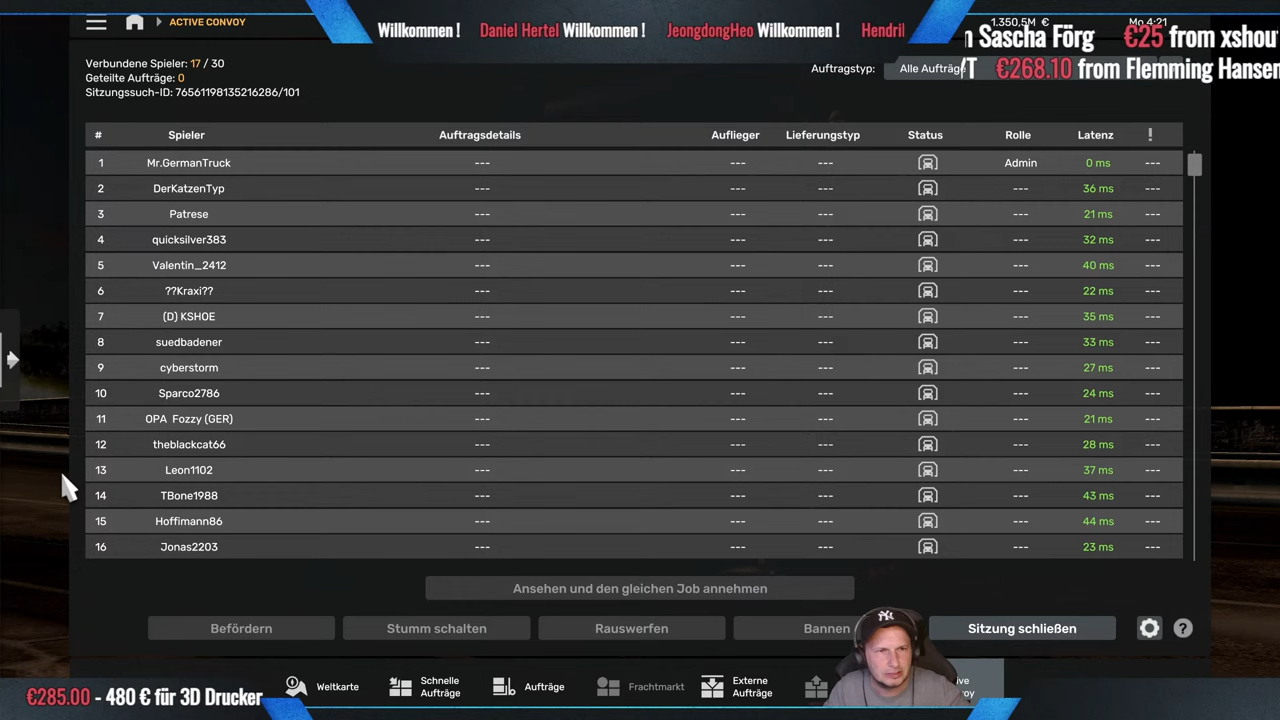 ACTIVE CONVOY
1.350,5M €
Mo 4:21
Willkommen ! Daniel Hertel Willkommen ! JeongdongHeo Willkommen ! Hendril
Sascha Förg €25 from xshou
€268.10 from Flemming Hansen
Verbundene Spieler: 17 / 30
Geteilte Aufträge: 0
Sitzungssuch-ID: 76561198135216286/101
Auftragstyp: Alle Aufträge
# Spieler Auftragsdetails Auflieger Lieferungstyp Status Rolle Latenz !
1 Mr.GermanTruck --- --- --- Admin 0 ms ---
2 DerKatzenTyp --- --- --- --- 36 ms ---
3 Patrese --- --- --- --- 21 ms ---
4 quicksilver383 --- --- --- --- 32 ms ---
5 Valentin_2412 --- --- --- --- 40 ms ---
6 ??Kraxi?? --- --- --- --- 22 ms ---
7 (D) KSHOE --- --- --- --- 35 ms ---
8 suedbadener --- --- --- --- 33 ms ---
9 cyberstorm --- --- --- --- 27 ms ---
10 Sparco2786 --- --- --- --- 24 ms ---
11 OPA Fozzy (GER) --- --- --- --- 21 ms ---
12 theblackcat66 --- --- --- --- 28 ms ---
13 Leon1102 --- --- --- --- 37 ms ---
14 TBone1988 --- --- --- --- 43 ms ---
15 Hoffimann86 --- --- --- --- 44 ms ---
16 Jonas2203 --- --- --- --- 23 ms ---
Ansehen und den gleichen Job annehmen
Befördern Stumm schalten Rauswerfen Bannen Sitzung schließen ?
Weltkarte
Schnelle
Aufträge
Aufträge
Frachtmarkt
Externe
Aufträge
€285.00 - 480 € für 3D Drucker